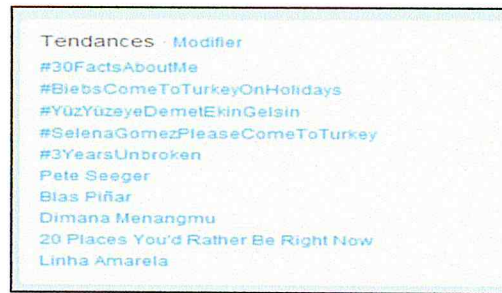 Tendances · Modifier
#30FactsAboutMe
#BiebsComeToTurkeyOnHolidays
#YüzYüzeyeDemetEkinGelsin
#SelenaGomezPleaseComeToTurkey
#3YearsUnbroken
Pete Seeger
Blas Piñar
Dimana Menangmu
20 Places You'd Rather Be Right Now
Linha Amarela